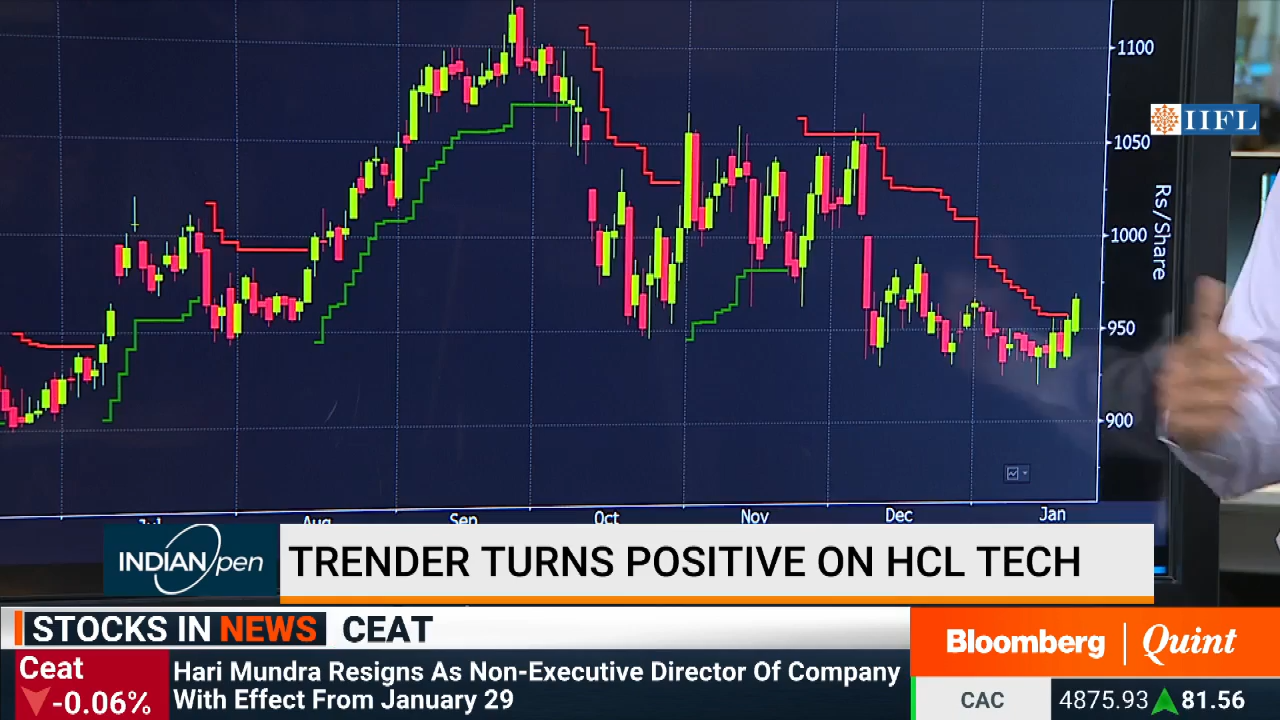 1100
IIFL
1050
Rs/Share
1000
950
900
Jul Aug Sep Oct Nov Dec Jan
INDIAN Open
TRENDER TURNS POSITIVE ON HCL TECH
STOCKS IN NEWS CEAT
Bloomberg | Quint
Ceat
-0.06%
Hari Mundra Resigns As Non-Executive Director Of Company
With Effect From January 29
CAC 4875.93 81.56